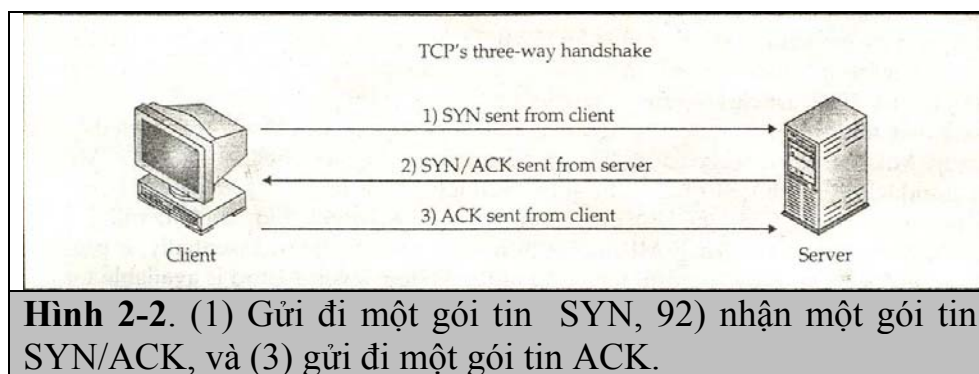 TCP's three-way handshake
1) SYN sent from client
2) SYN/ACK sent from server
3) ACK sent from client
Client
Server
Hình 2-2. (1) Gửi đi một gói tin SYN, 92) nhận một gói tin
SYN/ACK, và (3) gửi đi một gói tin ACK.